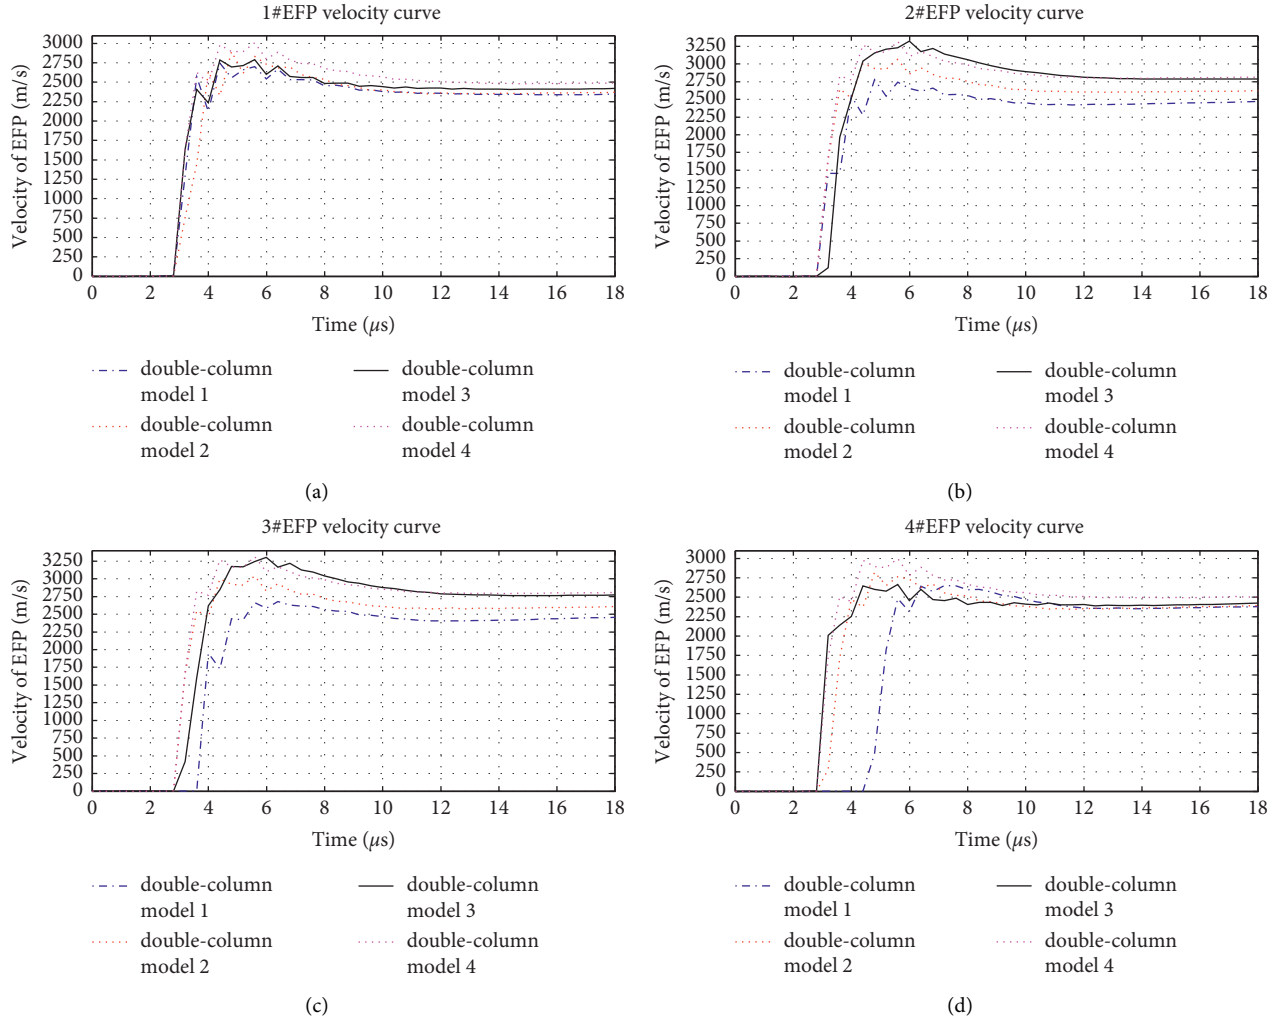 1#EFP velocity curve
Velocity of EFP (m/s)
3000
2750
2500
2250
2000
1750
1500
1250
1000
750
500
250
0
0 2 4 6 8 10 12 14 16 18
Time (μs)
double-column model 1
double-column model 2
double-column model 3
double-column model 4
(a)
2#EFP velocity curve
Velocity of EFP (m/s)
3250
3000
2750
2500
2250
2000
1750
1500
1250
1000
750
500
250
0
0 2 4 6 8 10 12 14 16 18
Time (μs)
double-column model 1
double-column model 2
double-column model 3
double-column model 4
(b)
3#EFP velocity curve
Velocity of EFP (m/s)
3250
3000
2750
2500
2250
2000
1750
1500
1250
1000
750
500
250
0
0 2 4 6 8 10 12 14 16 18
Time (μs)
double-column model 1
double-column model 2
double-column model 3
double-column model 4
(c)
4#EFP velocity curve
Velocity of EFP (m/s)
3000
2750
2500
2250
2000
1750
1500
1250
1000
750
500
250
0
0 2 4 6 8 10 12 14 16 18
Time (μs)
double-column model 1
double-column model 2
double-column model 3
double-column model 4
(d)